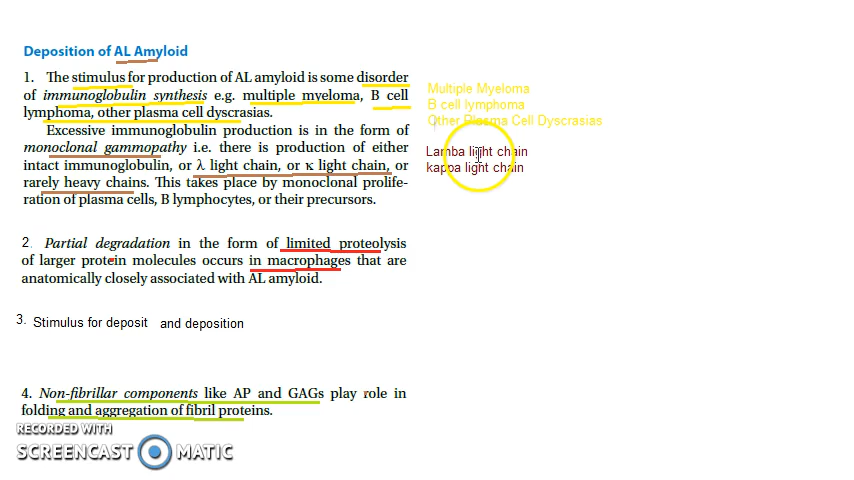 Deposition of AL Amyloid
1. The stimulus for production of AL amyloid is some disorder
of immunoglobulin synthesis e.g. multiple myeloma, B cell
lymphoma, other plasma cell dyscrasias.
Excessive immunoglobulin production is in the form of
monoclonal gammopathy i.e. there is production of either
intact immunoglobulin, or λ light chain, or κ light chain, or
rarely heavy chains. This takes place by monoclonal prolife-
ration of plasma cells, B lymphocytes, or their precursors.
Multiple Myeloma
B cell lymphoma
Other Plasma Cell Dyscrasias
Lamba light chain
kappa light chain
2. Partial degradation in the form of limited proteolysis
of larger protein molecules occurs in macrophages that are
anatomically closely associated with AL amyloid.
3. Stimulus for deposit and deposition
4. Non-fibrillar components like AP and GAGs play role in
folding and aggregation of fibril proteins.
RECORDED WITH
SCREENCAST MATIC